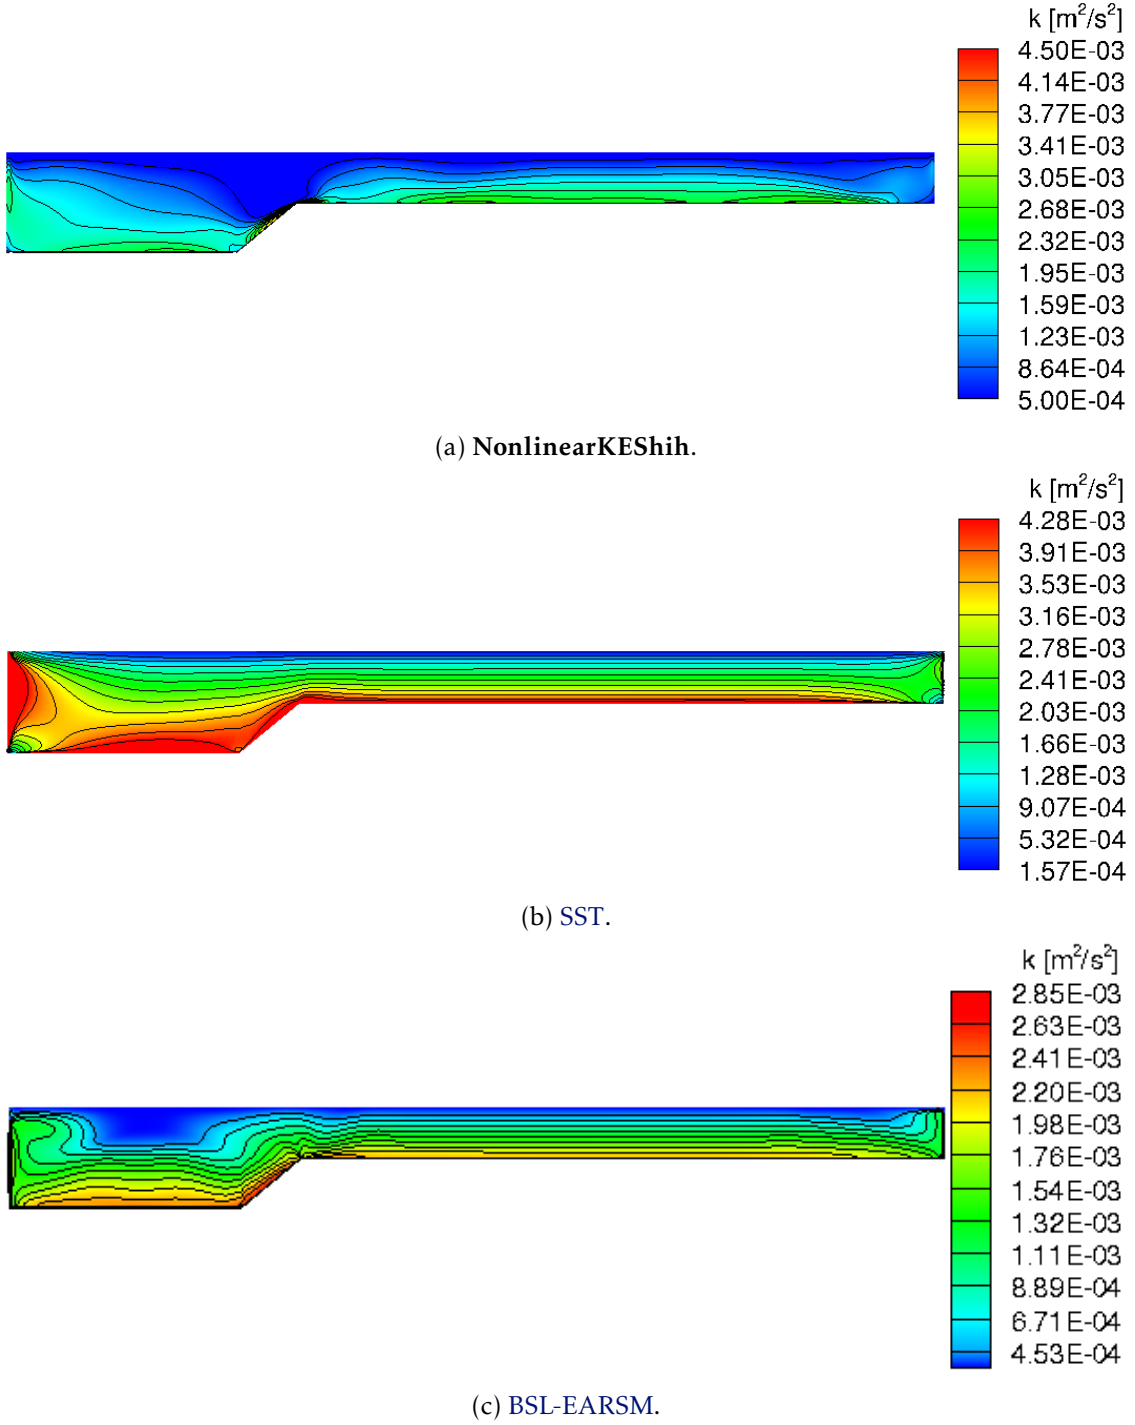 k [m²/s²]
4.50E-03
4.14E-03
3.77E-03
3.41E-03
3.05E-03
2.68E-03
2.32E-03
1.95E-03
1.59E-03
1.23E-03
8.64E-04
5.00E-04
(a) NonlinearKEShih.
k [m²/s²]
4.28E-03
3.91E-03
3.53E-03
3.16E-03
2.78E-03
2.41E-03
2.03E-03
1.66E-03
1.28E-03
9.07E-04
5.32E-04
1.57E-04
(b) SST.
k [m²/s²]
2.85E-03
2.63E-03
2.41E-03
2.20E-03
1.98E-03
1.76E-03
1.54E-03
1.32E-03
1.11E-03
8.89E-04
6.71E-04
4.53E-04
(c) BSL-EARSM.